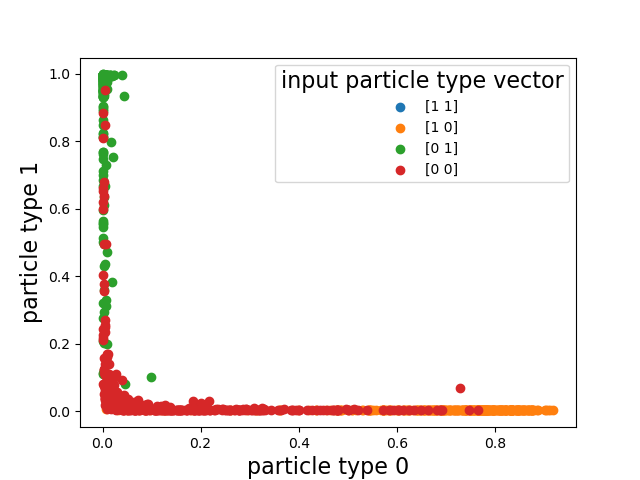 input particle type vector
[1 1]
[1 0]
[0 1]
[0 0]
particle type 1
1.0
0.8
0.6
0.4
0.2
0.0
0.0 0.2 0.4 0.6 0.8
particle type 0